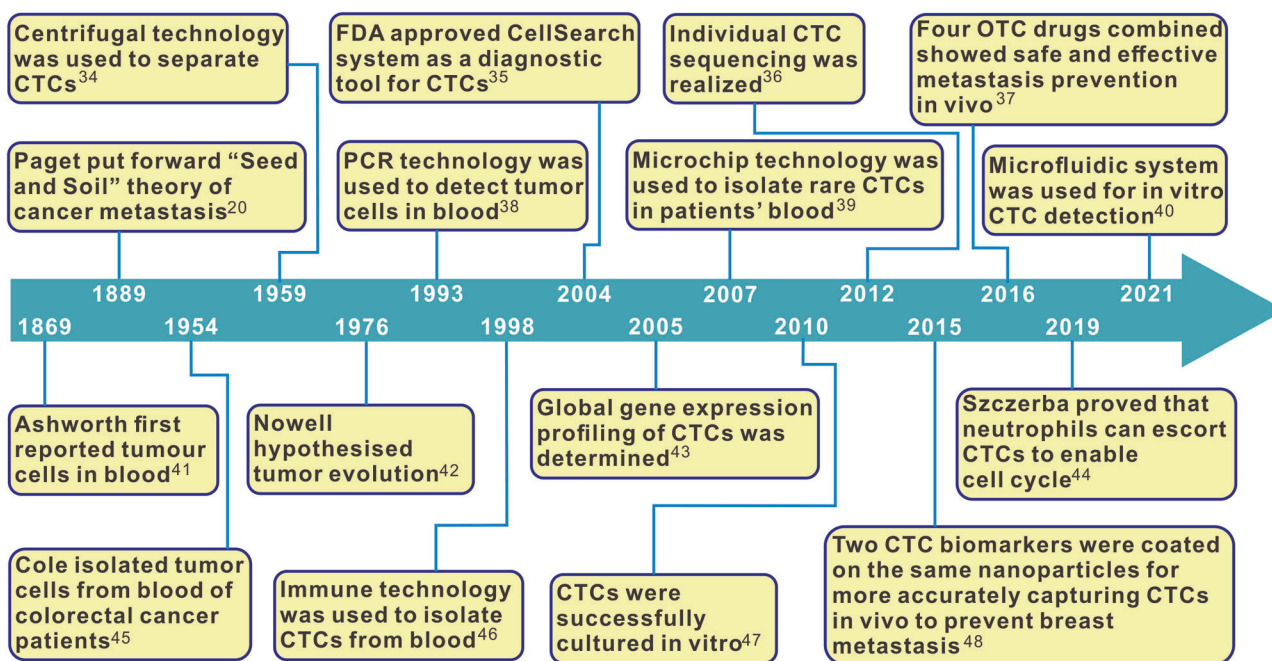 Centrifugal technology
was used to separate
CTCs34
FDA approved CellSearch
system as a diagnostic
tool for CTCs35
Individual CTC
sequencing was
realized36
Four OTC drugs combined
showed safe and effective
metastasis prevention
in vivo37
Paget put forward “Seed
and Soil” theory of
cancer metastasis20
PCR technology was
used to detect tumor
cells in blood38
Microchip technology was
used to isolate rare CTCs
in patients’ blood39
Microfluidic system
was used for in vitro
CTC detection40
1889 1959 1993 2004 2007 2012 2016 2021
1869 1954 1976 1998 2005 2010 2015 2019
Ashworth first
reported tumour
cells in blood41
Nowell
hypothesised
tumor evolution42
Global gene expression
profiling of CTCs was
determined43
Szczerba proved that
neutrophils can escort
CTCs to enable
cell cycle44
Cole isolated tumor
cells from blood of
colorectal cancer
patients45
Immune technology
was used to isolate
CTCs from blood46
CTCs were
successfully
cultured in vitro47
Two CTC biomarkers were coated
on the same nanoparticles for
more accurately capturing CTCs
in vivo to prevent breast
metastasis48